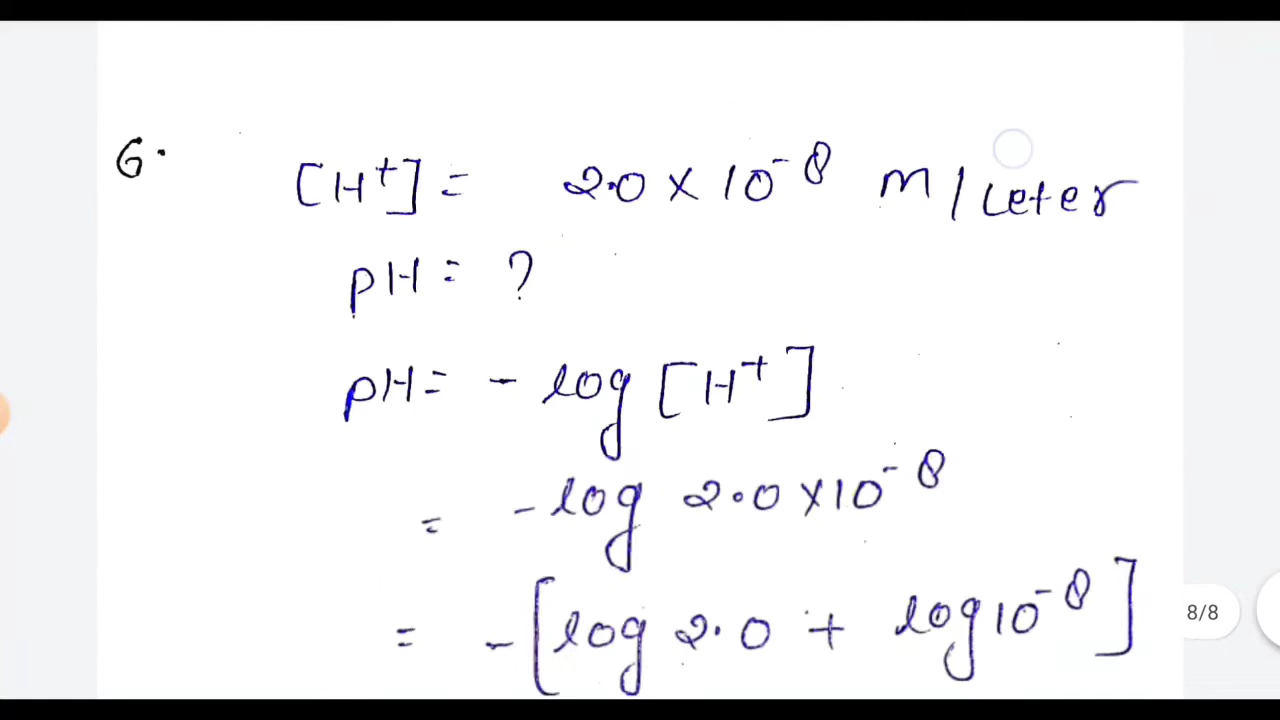 6.
[H+] = 2.0 × 10⁻⁸ m/Leter
pH = ?
pH = - log [H+]
= - log 2.0 × 10⁻⁸
= - [log 2.0 + log 10⁻⁸]
8/8